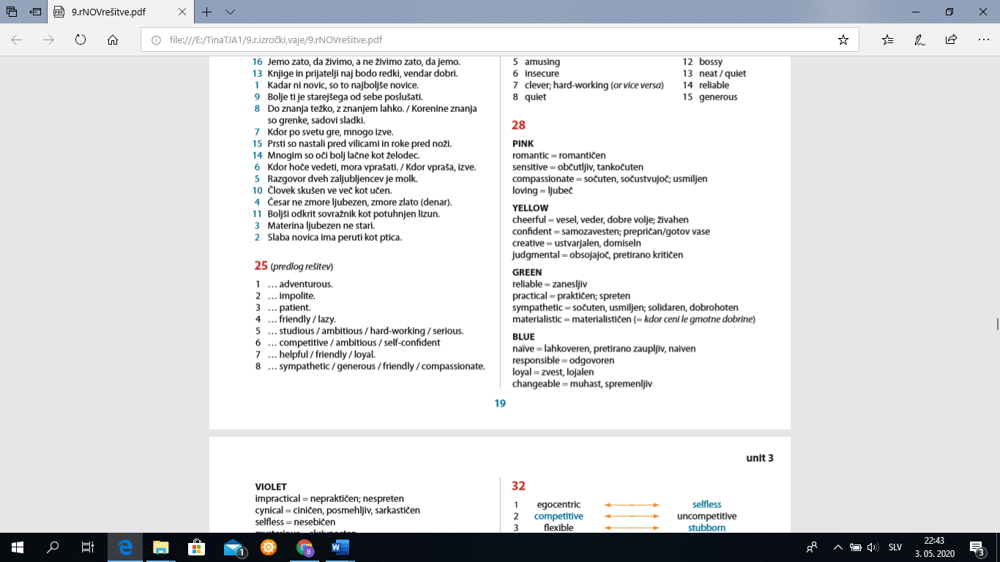 9.rNOVrešitve.pdf
file:///E:/TinaTJA1/9.r.izročki,vaje/9.rNOVrešitve.pdf
16 Jemo zato, da živimo, a ne živimo zato, da jemo.
13 Knjige in prijatelji naj bodo redki, vendar dobri.
1 Kadar ni novic, so to najboljše novice.
9 Bolje ti je starejšega od sebe poslušati.
8 Do znanja težko, z znanjem lahko. / Korenine znanja
so grenke, sadovi sladki.
7 Kdor po svetu gre, mnogo izve.
15 Prsti so nastali pred vilicami in roke pred noži.
14 Mnogim so oči bolj lačne kot želodec.
6 Kdor hoče vedeti, mora vprašati. / Kdor vpraša, izve.
5 Razgovor dveh zaljubljencev je molk.
10 Človek skušen ve več kot učen.
4 Česar ne zmore ljubezen, zmore zlato (denar).
11 Boljši odkrit sovražnik kot potuhnjen lizun.
3 Materina ljubezen ne stari.
2 Slaba novica ima peruti kot ptica.
25 (predlog rešitev)
1 … adventurous.
2 … impolite.
3 … patient.
4 … friendly / lazy.
5 … studious / ambitious / hard-working / serious.
6 … competitive / ambitious / self-confident
7 … helpful / friendly / loyal.
8 … sympathetic / generous / friendly / compassionate.
5 amusing
6 insecure
7 clever; hard-working (or vice versa)
8 quiet
12 bossy
13 neat / quiet
14 reliable
15 generous
28
PINK
romantic = romantičen
sensitive = občutljiv, tankočuten
compassionate = sočuten, sočustvujoč; usmiljen
loving = ljubeč
YELLOW
cheerful = vesel, veder, dobre volje; živahen
confident = samozavesten; prepričan/gotov vase
creative = ustvarjalen, domiseln
judgmental = obsojajoč, pretirano kritičen
GREEN
reliable = zanesljiv
practical = praktičen; spreten
sympathetic = sočuten, usmiljen; solidaren, dobrohoten
materialistic = materialističen (= kdor ceni le gmotne dobrine)
BLUE
naïve = lahkoveren, pretirano zaupljiv, naiven
responsible = odgovoren
loyal = zvest, lojalen
changeable = muhast, spremenljiv
19
unit 3
VIOLET
impractical = nepraktičen; nespreten
cynical = ciničen, posmehljiv, sarkastičen
selfless = nesebičen
32
1 egocentric selfless
2 competitive uncompetitive
3 flexible stubborn
1
B
SLV
22:43
3. 05. 2020
3